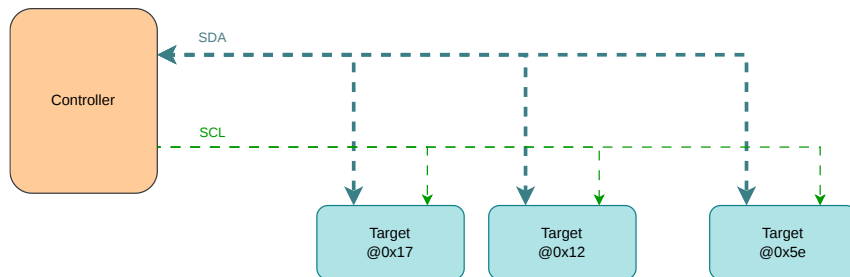 SDA
Controller
SCL
Target
@0x17
Target
@0x12
Target
@0x5e